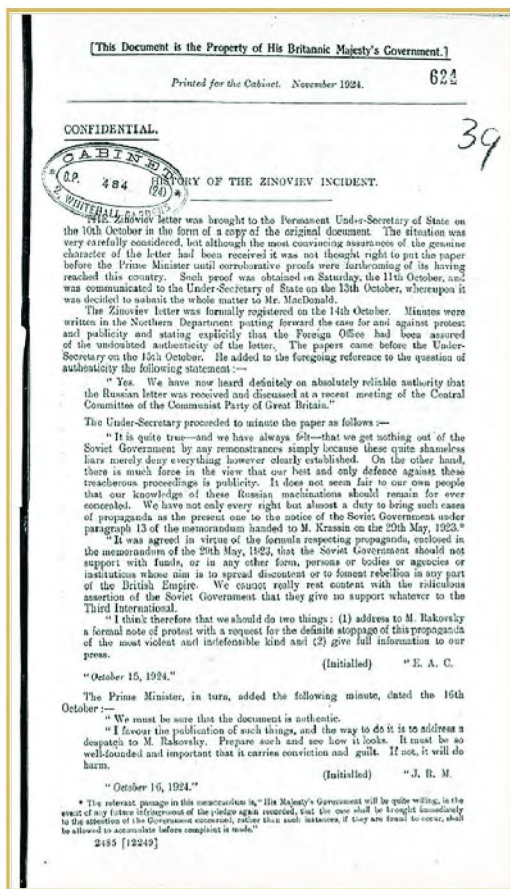 [This Document is the Property of His Britannic Majesty's Government.]
Printed for the Cabinet. November 1924.
624
CONFIDENTIAL.
39
CABINET
C.P. 484 (24)
2, WHITEHALL GARDENS
HISTORY OF THE ZINOVIEV INCIDENT.
THE Zinoviev letter was brought to the Permanent Under-Secretary of State on
the 10th October in the form of a copy of the original document. The situation was
very carefully considered, but although the most convincing assurances of the genuine
character of the letter had been received it was not thought right to put the paper
before the Prime Minister until corroborative proofs were forthcoming of its having
reached this country. Such proof was obtained on Saturday, the 11th October, and
was communicated to the Under-Secretary of State on the 13th October, whereupon it
was decided to submit the whole matter to Mr. MacDonald.
The Zinoviev letter was formally registered on the 14th October. Minutes were
written in the Northern Department putting forward the case for and against protest
and publicity and stating explicitly that the Foreign Office had been assured
of the undoubted authenticity of the letter. The papers came before the Under-
Secretary on the 15th October. He added to the foregoing reference to the question of
authenticity the following statement:—
"Yes. We have now heard definitely on absolutely reliable authority that
the Russian letter was received and discussed at a recent meeting of the Central
Committee of the Communist Party of Great Britain."
The Under-Secretary proceeded to minute the paper as follows:—
"It is quite true—and we have always felt—that we get nothing out of the
Soviet Government by any remonstrances simply because these quite shameless
liars merely deny everything however clearly established. On the other hand,
there is much force in the view that our best and only defence against these
treacherous proceedings is publicity. It does not seem fair to our own people
that our knowledge of these Russian machinations should remain for ever
concealed. We have not only every right but almost a duty to bring such cases
of propaganda as the present one to the notice of the Soviet Government under
paragraph 13 of the memorandum handed to M. Krassin on the 29th May, 1923.*
"It was agreed in virtue of the formula respecting propaganda, enclosed in
the memorandum of the 29th May, 1923, that the Soviet Government should not
support with funds, or in any other form, persons or bodies or agencies or
institutions whose aim is to spread discontent or to foment rebellion in any part
of the British Empire. We cannot really rest content with the ridiculous
assertion of the Soviet Government that they give no support whatever to the
Third International.
"I think therefore that we should do two things: (1) address to M. Rakovsky
a formal note of protest with a request for the definite stoppage of this propaganda
of the most violent and indefensible kind and (2) give full information to our
press.
(Initialled) "E. A. C.
"October 15, 1924."
The Prime Minister, in turn, added the following minute, dated the 16th
October:—
"We must be sure that the document is authentic.
"I favour the publication of such things, and the way to do it is to address a
despatch to M. Rakovsky. Prepare such and see how it looks. It must be so
well-founded and important that it carries conviction and guilt. If not, it will do
harm.
(Initialled) "J. R. M.
"October 16, 1924."
* The relevant passage in this memorandum is, "His Majesty's Government will be quite willing, in the
event of any future infringement of the pledge again recorded, that the case shall be brought immediately
to the attention of the Government concerned, rather than such instances, if they are found to occur, shall
be allowed to accumulate before complaint is made."
2485 [12249]